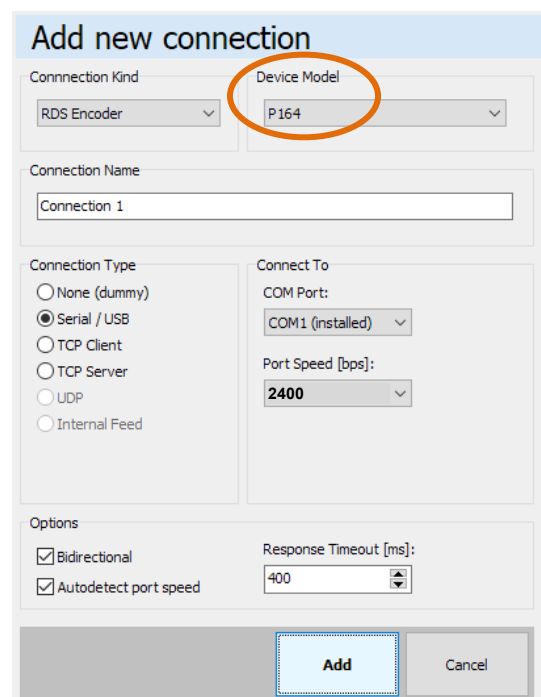 Add new connection
Connnection Kind
RDS Encoder
Device Model
P164
Connection Name
Connection 1
Connection Type
None (dummy)
Serial / USB
TCP Client
TCP Server
UDP
Internal Feed
Connect To
COM Port:
COM1 (installed)
Port Speed [bps]:
2400
Options
Bidirectional
Autodetect port speed
Response Timeout [ms]:
400
Add
Cancel